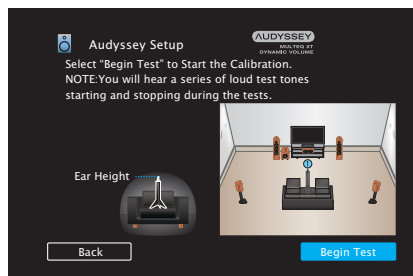 Audyssey Setup
AUDYSSEY
MULTEQ XT
DYNAMIC VOLUME
Select “Begin Test” to Start the Calibration.
NOTE:You will hear a series of loud test tones
starting and stopping during the tests.
Ear Height
Back
Begin Test